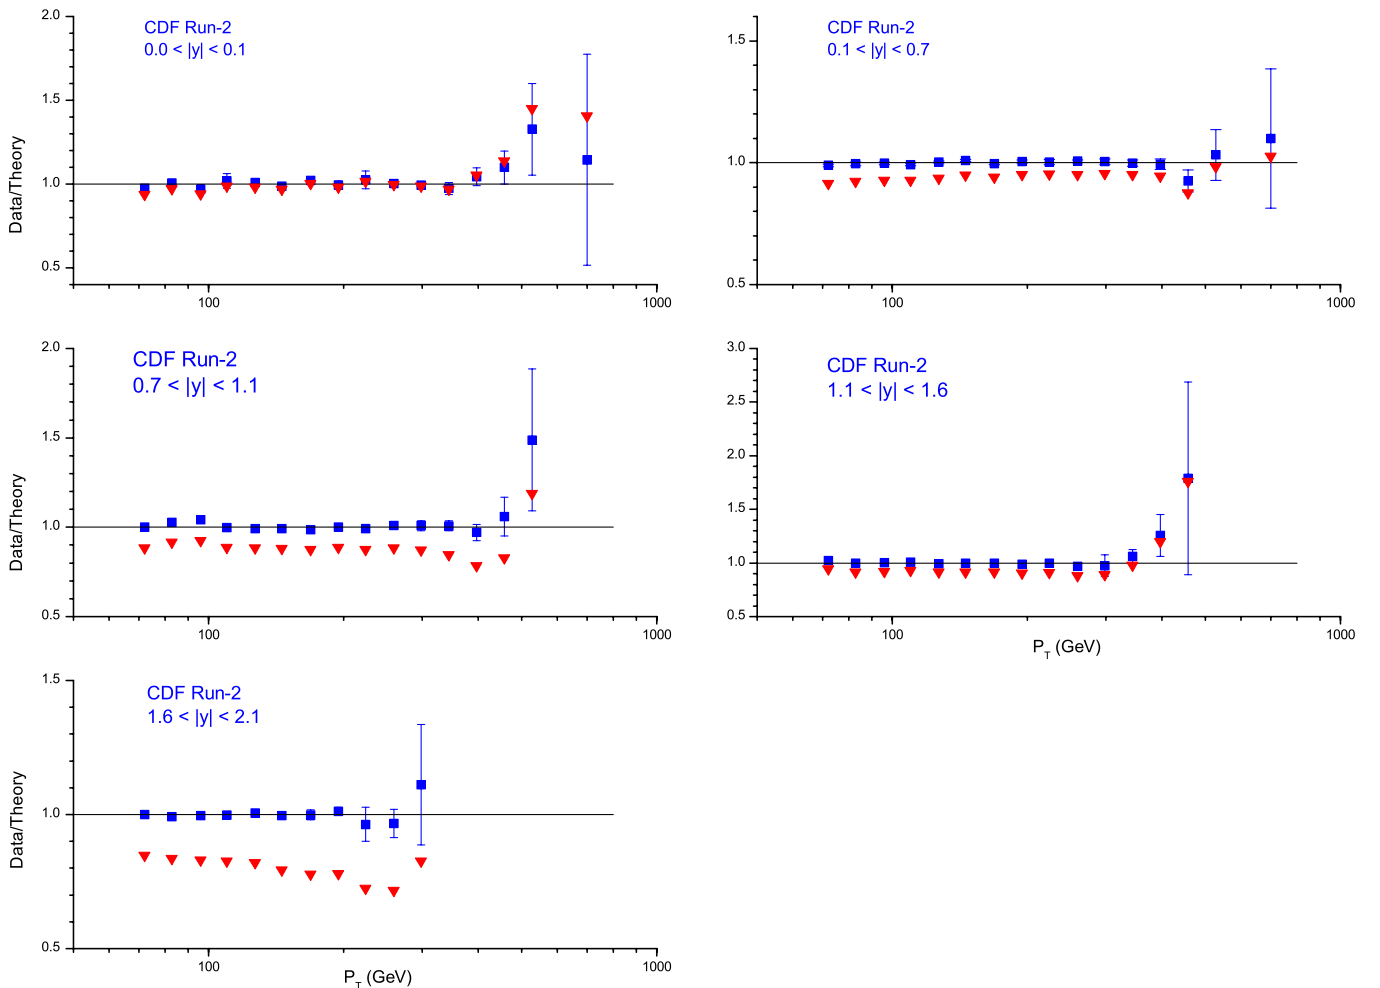 CDF Run-2
0.0 < |y| < 0.1
2.0
1.5
1.0
0.5
Data/Theory
100
1000
CDF Run-2
0.1 < |y| < 0.7
1.5
1.0
0.5
100
1000
CDF Run-2
0.7 < |y| < 1.1
2.0
1.5
1.0
0.5
Data/Theory
100
1000
CDF Run-2
1.1 < |y| < 1.6
3.0
2.5
2.0
1.5
1.0
0.5
100
1000
P_T (GeV)
CDF Run-2
1.6 < |y| < 2.1
1.5
1.0
0.5
Data/Theory
100
1000
P_T (GeV)